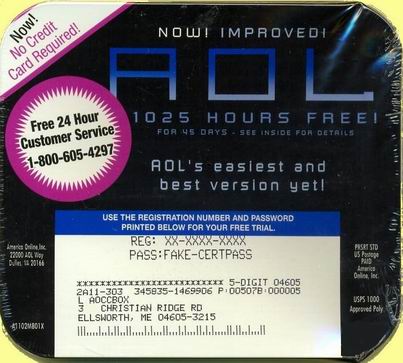 Now!
No Credit
Card Required!
NOW! IMPROVED!
AOL
1025 HOURS FREE!
FOR 45 DAYS - SEE INSIDE FOR DETAILS
Free 24 Hour
Customer Service
1-800-605-4297
AOL's easiest and
best version yet!
USE THE REGISTRATION NUMBER AND PASSWORD
PRINTED BELOW FOR YOUR FREE TRIAL.
REG: XX-XXXX-XXXX
PASS:FAKE-CERTPASS
America Online, Inc.
22000 AOL Way
Dulles, VA 20166
PRSRT STD
US Postage
PAID
America
Online, Inc.
5-DIGIT 04605
2A11-303 345835-1469906 P:00507B:000005
L AOCCBOX
3 CHRISTIAN RIDGE RD
ELLSWORTH, ME 04605-3215
USPS 1000
Approved Poly